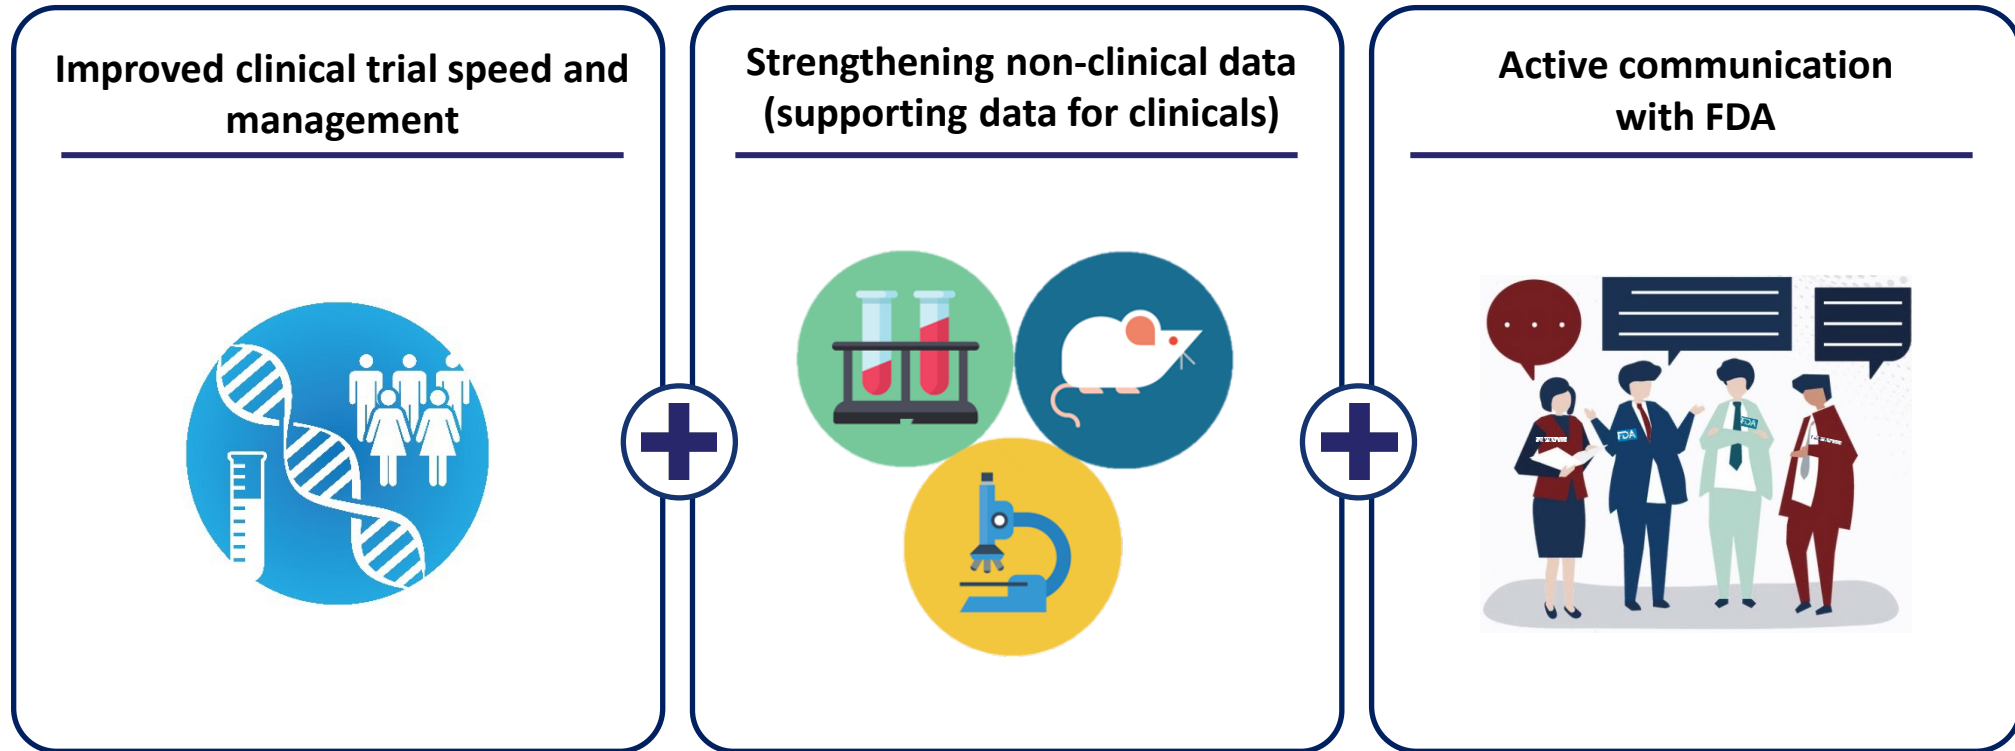 Improved clinical trial speed and
management
Strengthening non-clinical data
(supporting data for clinicals)
Active communication
with FDA
FDA
FDA